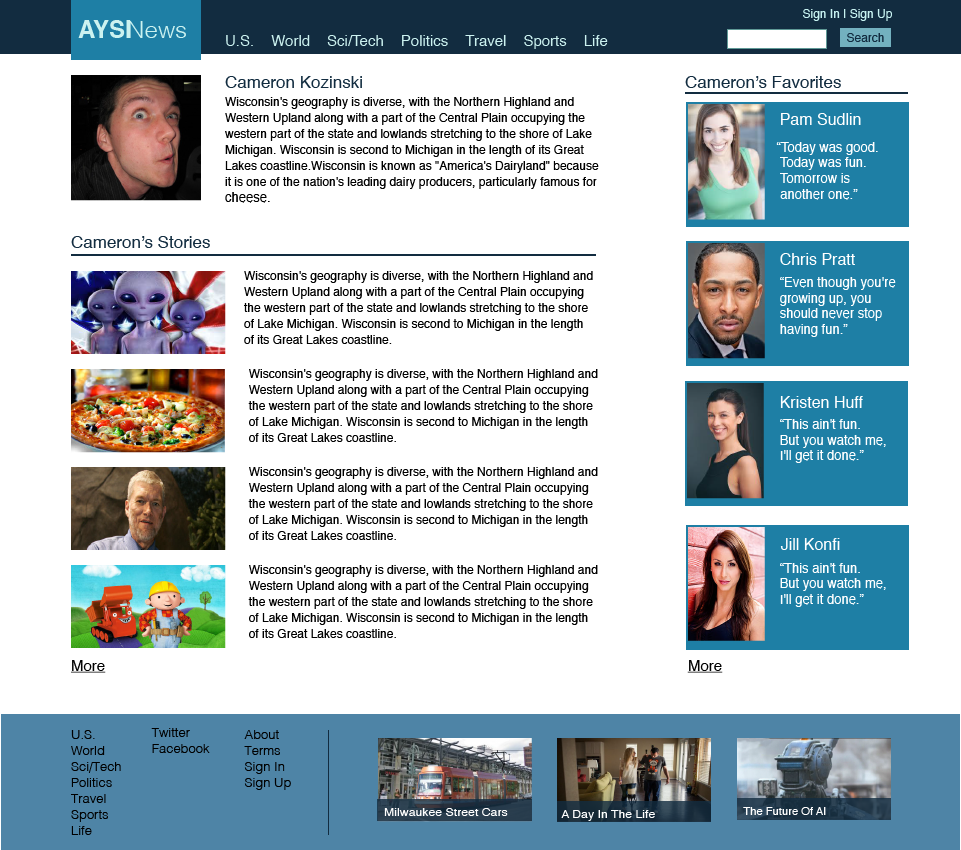 AYSINews
Sign In | Sign Up
U.S. World Sci/Tech Politics Travel Sports Life
Search
Cameron Kozinski
Wisconsin's geography is diverse, with the Northern Highland and
Western Upland along with a part of the Central Plain occupying the
western part of the state and lowlands stretching to the shore of Lake
Michigan. Wisconsin is second to Michigan in the length of its Great
Lakes coastline.Wisconsin is known as "America's Dairyland" because
it is one of the nation's leading dairy producers, particularly famous for
cheese.
Cameron's Stories
Wisconsin's geography is diverse, with the Northern Highland and
Western Upland along with a part of the Central Plain occupying
the western part of the state and lowlands stretching to the shore
of Lake Michigan. Wisconsin is second to Michigan in the length
of its Great Lakes coastline.
Wisconsin's geography is diverse, with the Northern Highland and
Western Upland along with a part of the Central Plain occupying
the western part of the state and lowlands stretching to the shore
of Lake Michigan. Wisconsin is second to Michigan in the length
of its Great Lakes coastline.
Wisconsin's geography is diverse, with the Northern Highland and
Western Upland along with a part of the Central Plain occupying
the western part of the state and lowlands stretching to the shore
of Lake Michigan. Wisconsin is second to Michigan in the length
of its Great Lakes coastline.
Wisconsin's geography is diverse, with the Northern Highland and
Western Upland along with a part of the Central Plain occupying
the western part of the state and lowlands stretching to the shore
of Lake Michigan. Wisconsin is second to Michigan in the length
of its Great Lakes coastline.
More
Cameron's Favorites
Pam Sudlin
“Today was good.
Today was fun.
Tomorrow is
another one.”
Chris Pratt
“Even though you're
growing up, you
should never stop
having fun.”
Kristen Huff
“This ain't fun.
But you watch me,
I'll get it done.”
Jill Konfi
“This ain't fun.
But you watch me,
I'll get it done.”
More
U.S.
World
Sci/Tech
Politics
Travel
Sports
Life
Twitter
Facebook
About
Terms
Sign In
Sign Up
Milwaukee Street Cars
A Day In The Life
The Future Of AI